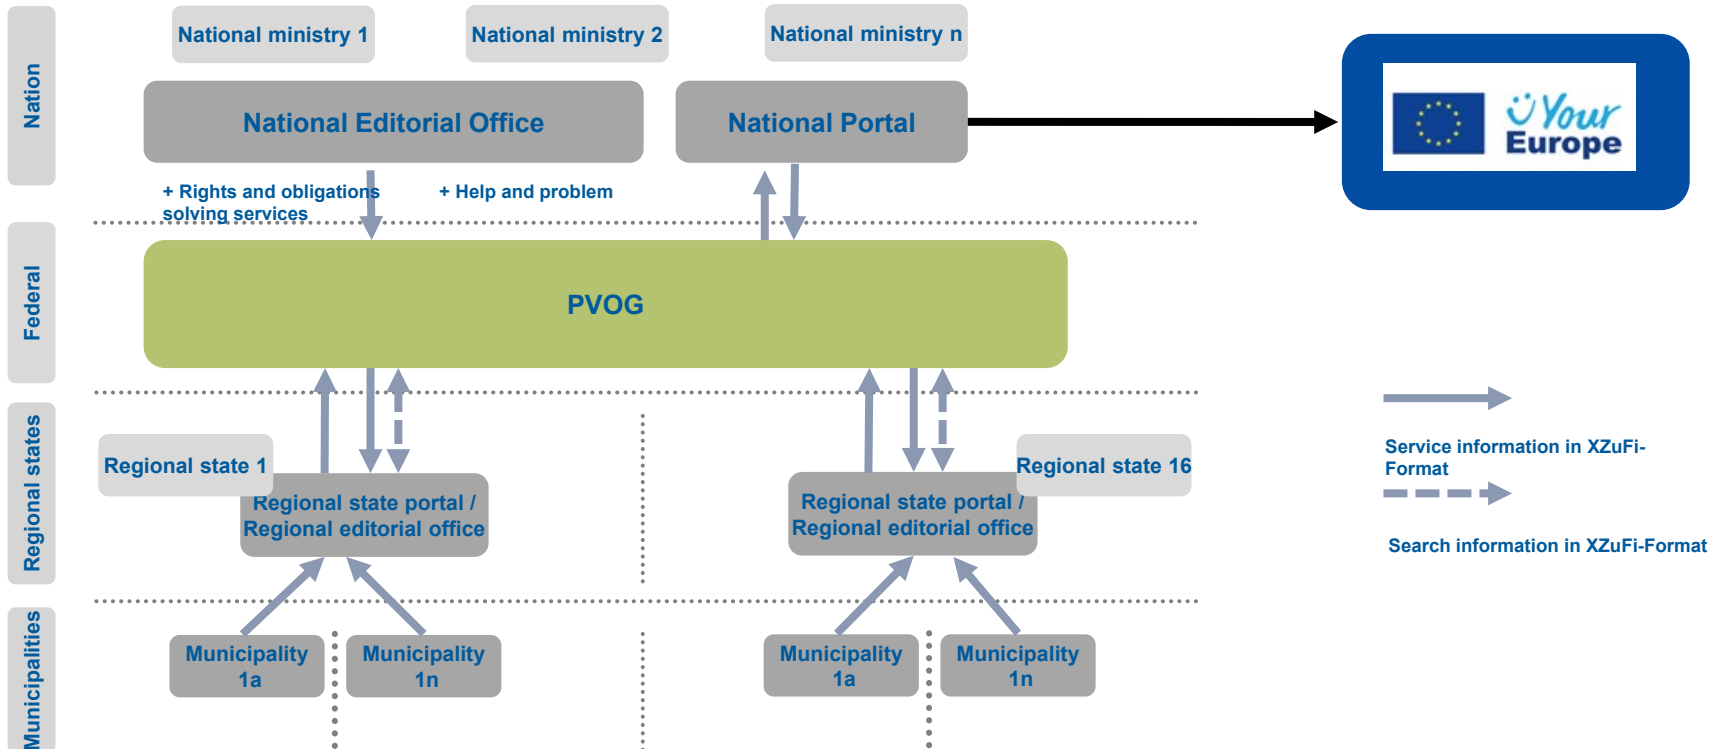 Nation
National ministry 1
National ministry 2
National ministry n
National Editorial Office
National Portal
Your
Europe
+ Rights and obligations + Help and problem
solving services
Federal
PVOG
Regional states
Regional state 1
Regional state portal /
Regional editorial office
Regional state 16
Regional state portal /
Regional editorial office
Service information in XZuFi-
Format
Search information in XZuFi-Format
Municipalities
Municipality
1a
Municipality
1n
Municipality
1a
Municipality
1n